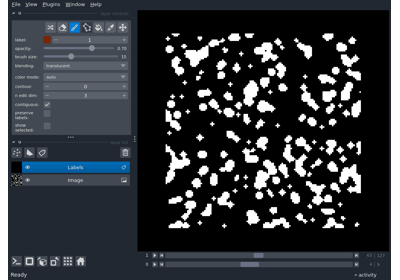 File View Plugins Window Help
label:
1
opacity:
0.70
brush size:
10
blending:
translucent
color mode:
auto
contour:
0
n edit dim:
3
contiguous:
preserve
labels:
show
selected:
Labels
Image
1
0
Ready
activity